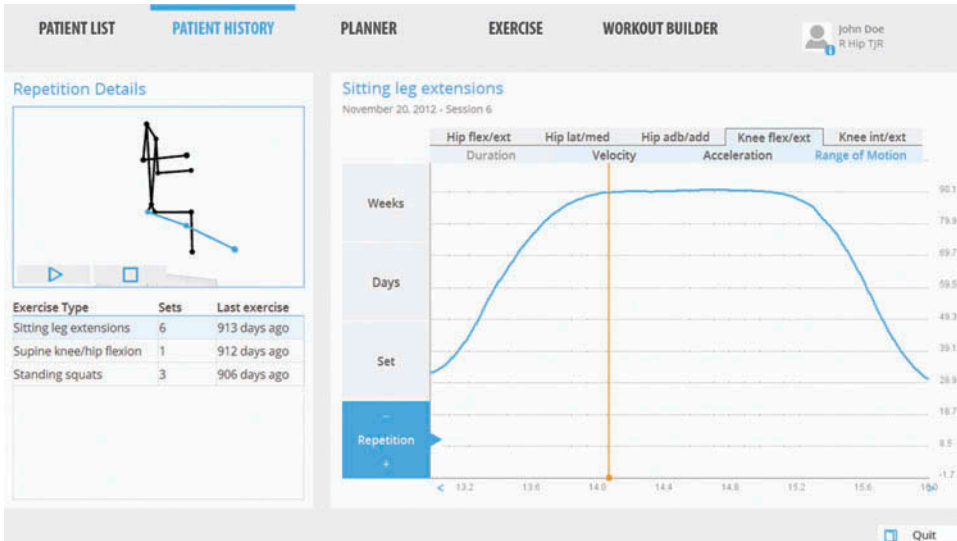 PATIENT LIST PATIENT HISTORY PLANNER EXERCISE WORKOUT BUILDER
John Doe
R Hip TJR
Repetition Details
Sitting leg extensions
November 20, 2012 - Session 6
Hip flex/ext Hip lat/med Hip adb/add Knee flex/ext Knee int/ext
Duration Velocity Acceleration Range of Motion
Weeks
Days
Set
Repetition
Exercise Type Sets Last exercise
Sitting leg extensions 6 913 days ago
Supine knee/hip flexion 1 912 days ago
Standing squats 3 906 days ago
90.1
79.9
69.7
59.5
49.3
39.1
28.9
18.7
8.5
-1.7
13.2 13.6 14.0 14.4 14.8 15.2 15.6
Quit